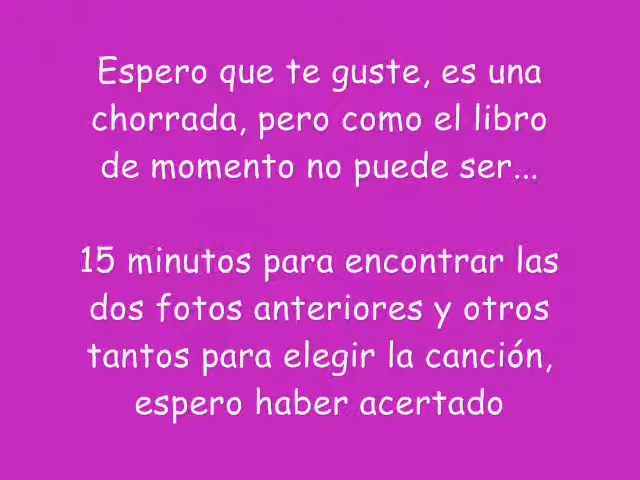 Espero que te guste, es una
chorrada, pero como el libro
de momento no puede ser...
15 minutos para encontrar las
dos fotos anteriores y otros
tantos para elegir la canción,
espero haber acertado